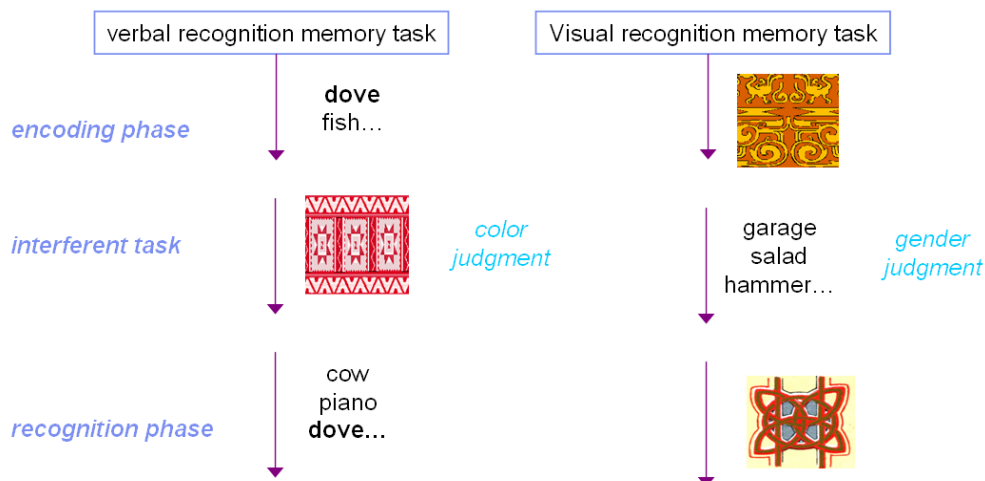 verbal recognition memory task
Visual recognition memory task
encoding phase
dove
fish...
interferent task
color
judgment
garage
salad
hammer...
gender
judgment
recognition phase
cow
piano
dove...